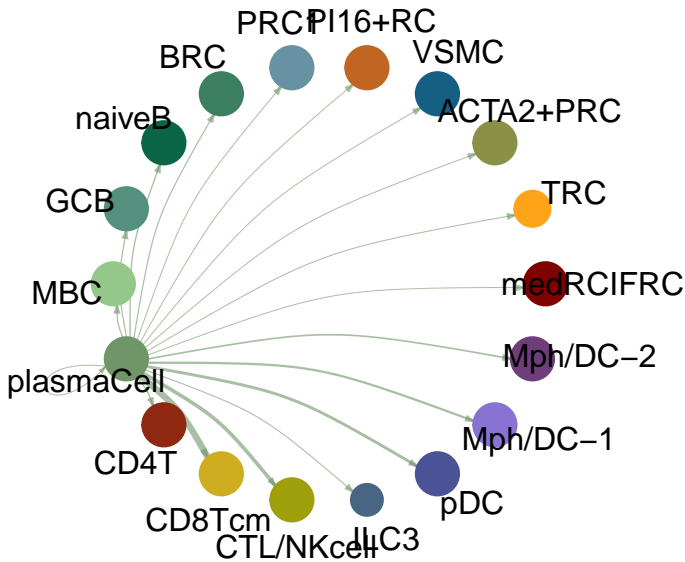 PRC1
PI16+RC
BRC
VSMC
naiveB
ACTA2+PRC
GCB
TRC
MBC
medRCIFRC
plasmaCell
Mph/DC−2
CD4T
Mph/DC−1
CD8Tcm
pDC
CTL/NKcell
ILC3